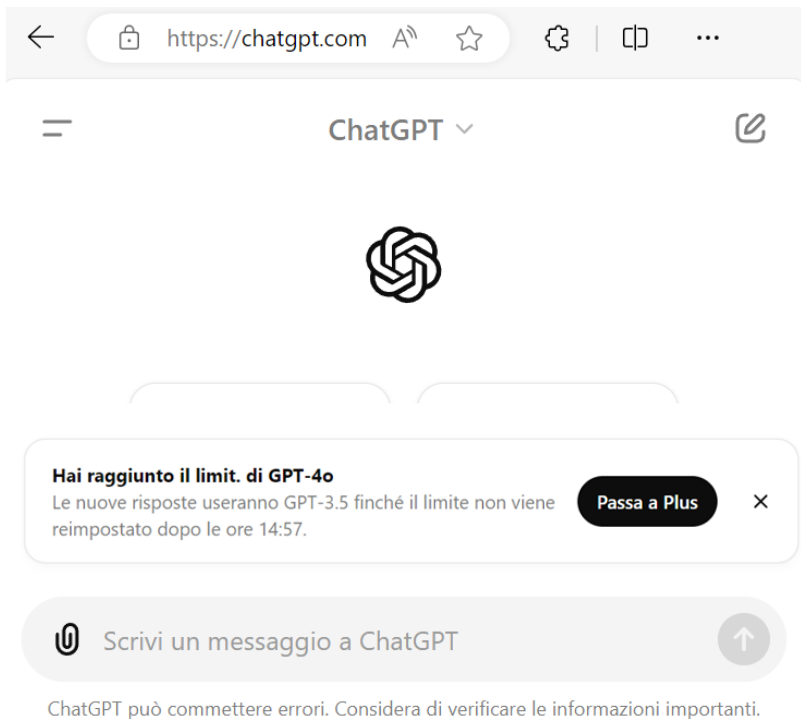 https://chatgpt.com
ChatGPT
Hai raggiunto il limit. di GPT-4o
Le nuove risposte useranno GPT-3.5 finché il limite non viene
reimpostato dopo le ore 14:57.
Passa a Plus
Scrivi un messaggio a ChatGPT
ChatGPT può commettere errori. Considera di verificare le informazioni importanti.